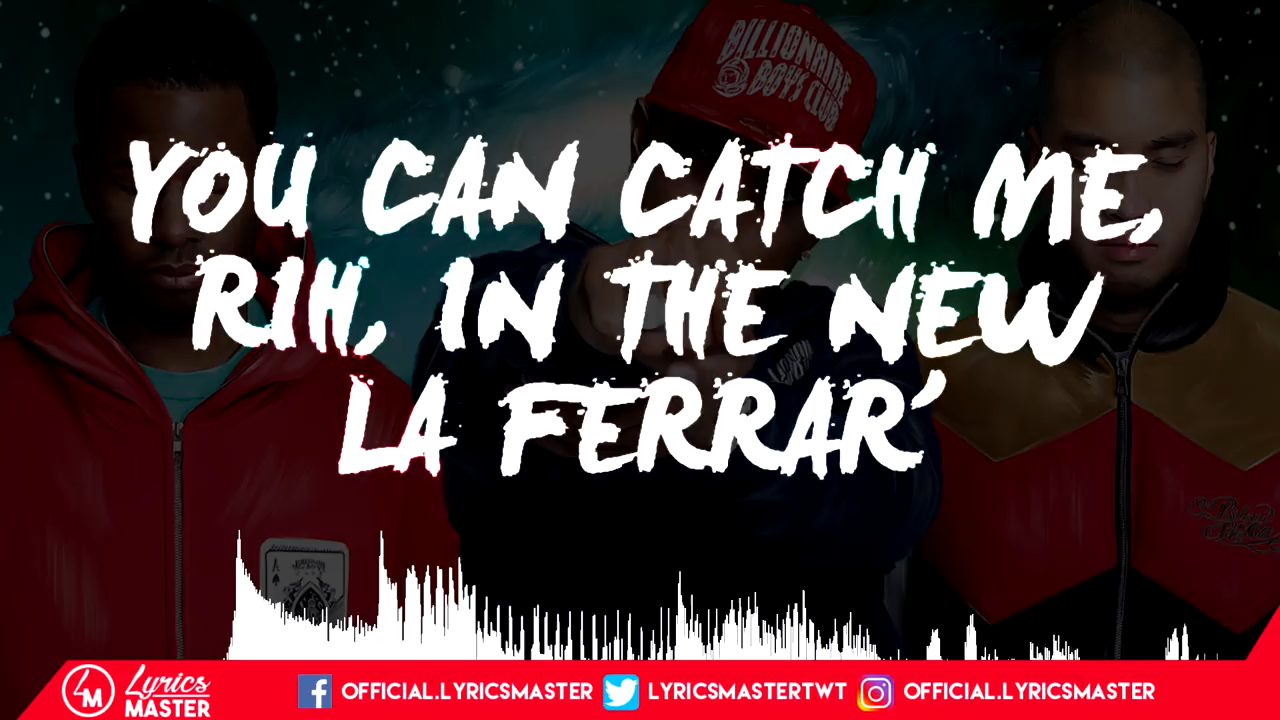 BILLIONAIRE
BOYS CLUB
YOU CAN CATCH ME,
RIH, IN THE NEW
LA FERRAR'
A
Lyrics
MASTER
LM
OFFICIAL.LYRICSMASTER
LYRICSMASTERTWT
OFFICIAL.LYRICSMASTER